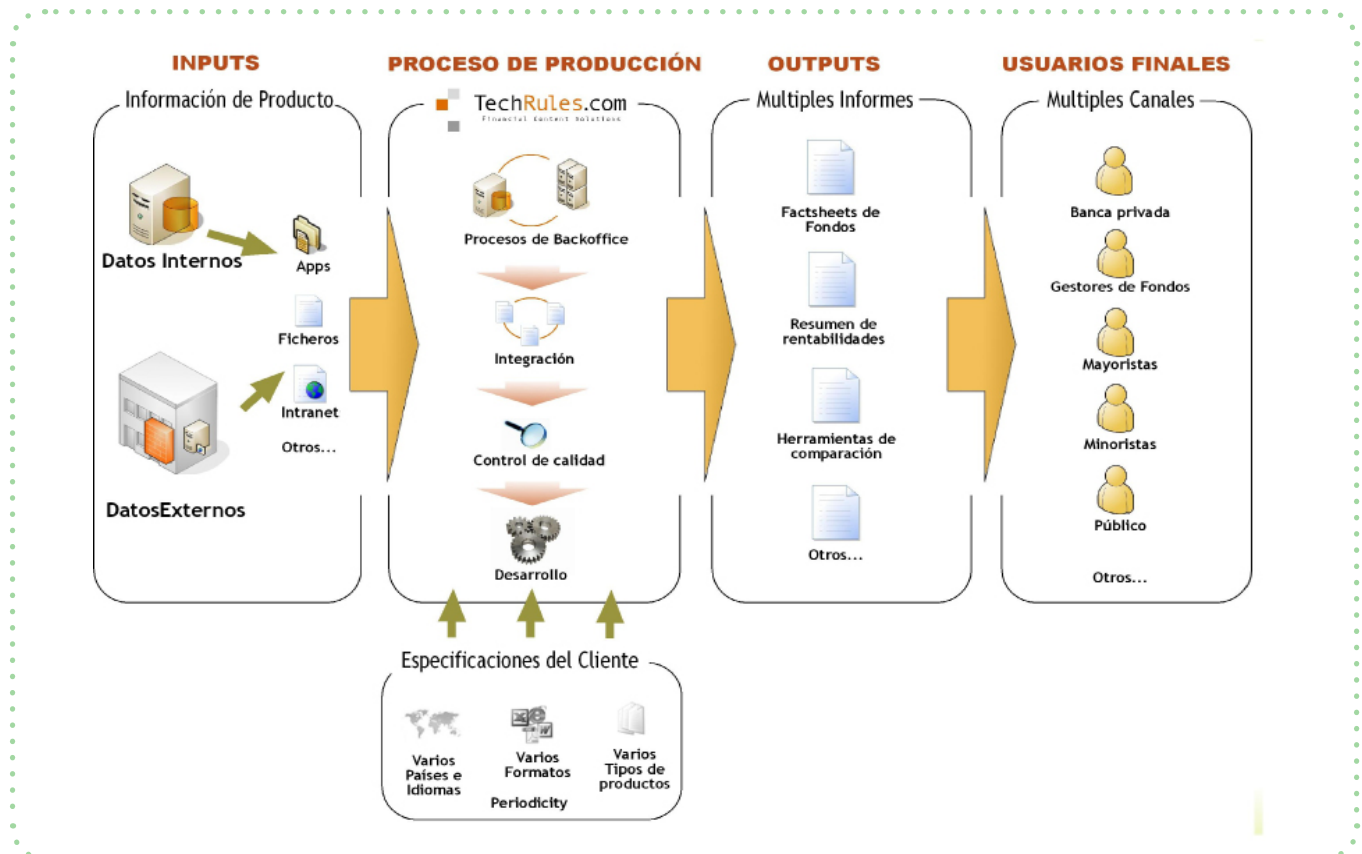 INPUTS
Información de Producto
Datos Internos
Apps
Ficheros
Intranet
Otros...
DatosExternos
PROCESO DE PRODUCCIÓN
TechRules.com
Financial Content Solutions
Procesos de Backoffice
Integración
Control de calidad
Desarrollo
Especificaciones del Cliente
Varios
Países e
Idiomas
Varios
Formatos
Varios
Tipos de
productos
Periodicity
OUTPUTS
Multiples Informes
Factsheets de
Fondos
Resumen de
rentabilidades
Herramientas de
comparación
Otros...
USUARIOS FINALES
Multiples Canales
Banca privada
Gestores de Fondos
Mayoristas
Minoristas
Público
Otros...